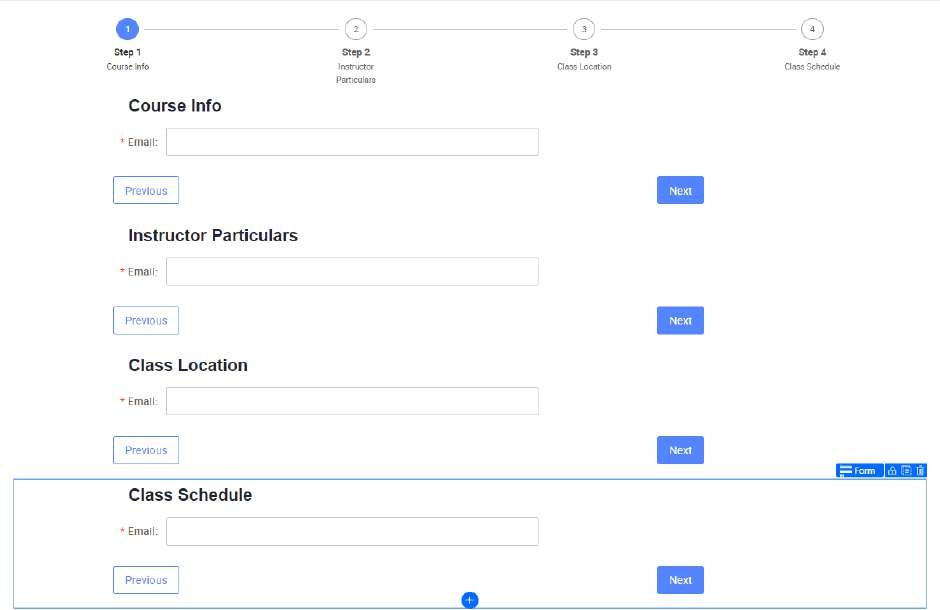 1 2 3 4
Step 1 Step 2 Step 3 Step 4
Course Info Instructor Class Location Class Schedule
Particulars
Course Info
* Email:
Previous Next
Instructor Particulars
* Email:
Previous Next
Class Location
* Email:
Previous Next
Form
Class Schedule
* Email:
Previous Next